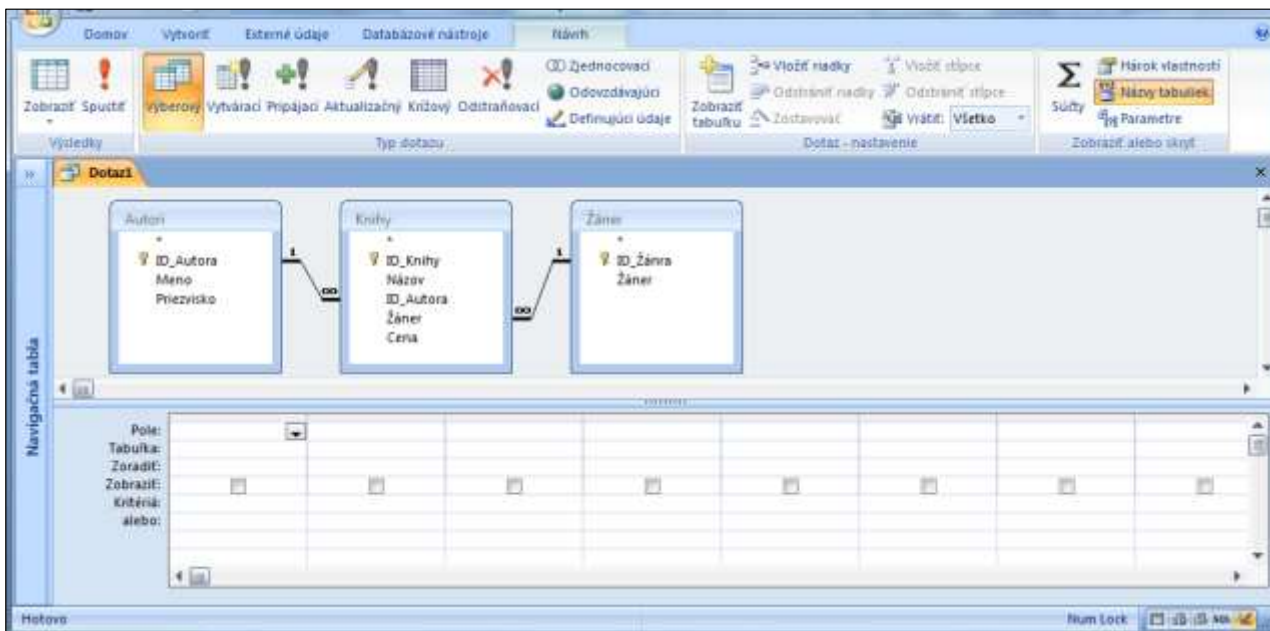 Domov Vytvoriť Externé údaje Databázové nástroje Návrh
Zobraziť Spustiť Výberový Vytvárací Pripájací Aktualizačný Krížový Odstraňovací
Zjednocovací
Odovzdávajúci
Definujúci údaje
Zobraziť tabuľku
Vložiť riadky
Odstrániť riadky
Zostavovač
Vložiť stĺpce
Odstrániť stĺpce
Vrátiť: Všetko
Súčty
Hárok vlastností
Názvy tabuliek
Parametre
Výsledky Typ dotazu Dotaz - nastavenie Zobraziť alebo skryť
Dotaz1
Navigačná tabla
Autori
*
ID_Autora
Meno
Priezvisko
1
∞
Knihy
*
ID_Knihy
Názov
ID_Autora
Žáner
Cena
∞
1
Žáner
*
ID_Žánra
Žáner
Pole:
Tabuľka:
Zoradiť:
Zobraziť:
Kritériá:
alebo:
Hotovo Num Lock SQL